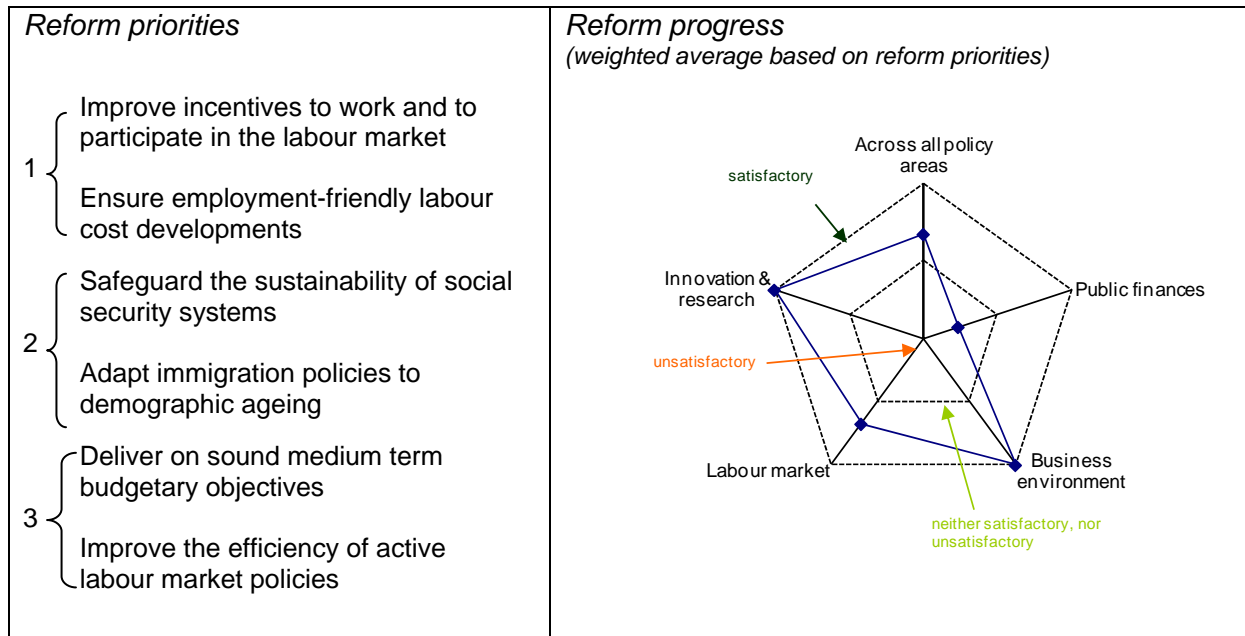 Reform priorities
1
Improve incentives to work and to
participate in the labour market
Ensure employment-friendly labour
cost developments
2
Safeguard the sustainability of social
security systems
Adapt immigration policies to
demographic ageing
3
Deliver on sound medium term
budgetary objectives
Improve the efficiency of active
labour market policies
Reform progress
(weighted average based on reform priorities)
Across all policy
areas
satisfactory
Innovation &
research
Public finances
unsatisfactory
Labour market
Business
environment
neither satisfactory, nor
unsatisfactory